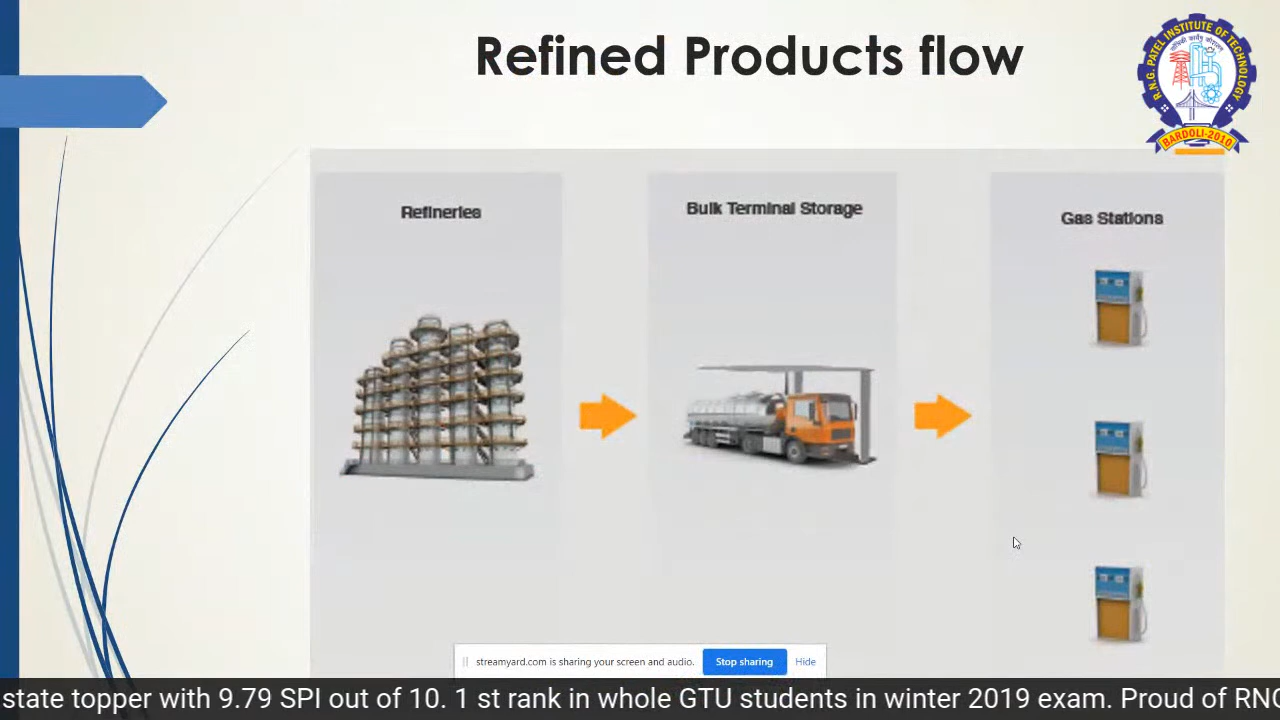 Refined Products flow
R.N.G. PATEL INSTITUTE OF TECHNOLOGY
BARDOLI-2010
Refineries
Bulk Terminal Storage
Gas Stations
streamyard.com is sharing your screen and audio.
Stop sharing
Hide
state topper with 9.79 SPI out of 10. 1 st rank in whole GTU students in winter 2019 exam. Proud of